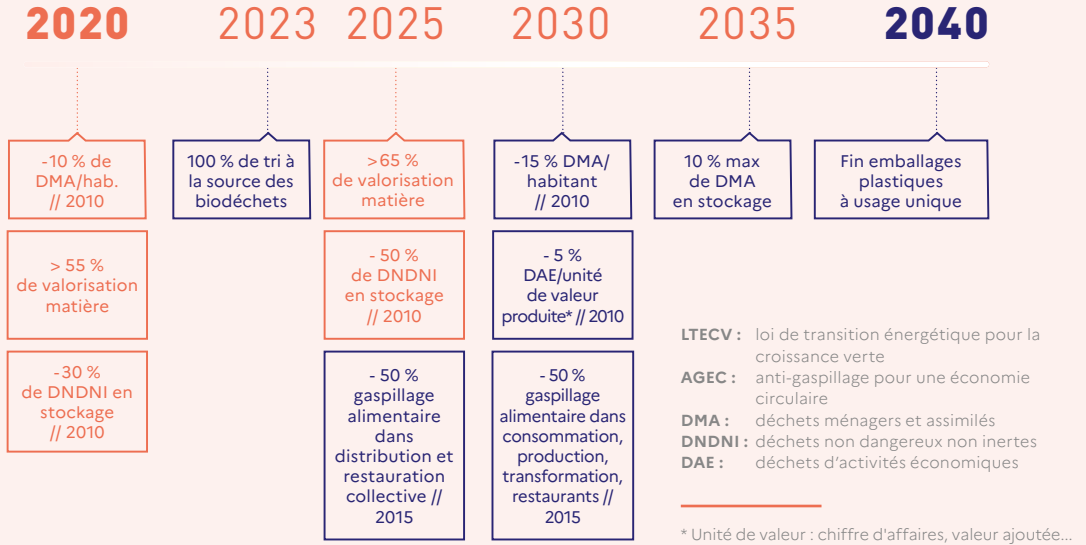 2020 2023 2025 2030 2035 2040
-10 % de
DMA/hab.
// 2010
> 55 %
de valorisation
matière
-30 %
de DNDNI en
stockage
// 2010
100 % de tri à
la source des
biodéchets
>65 %
de valorisation
matière
- 50 %
de DNDNI
en stockage
// 2010
- 50 %
gaspillage
alimentaire
dans
distribution et
restauration
collective //
2015
-15 % DMA/
habitant
// 2010
- 5 %
DAE/unité
de valeur
produite* // 2010
- 50 %
gaspillage
alimentaire dans
consommation,
production,
transformation,
restaurants //
2015
10 % max
de DMA
en stockage
Fin emballages
plastiques
à usage unique
LTECV : loi de transition énergétique pour la
croissance verte
AGEC : anti-gaspillage pour une économie
circulaire
DMA : déchets ménagers et assimilés
DNDNI : déchets non dangereux non inertes
DAE : déchets d'activités économiques
* Unité de valeur : chiffre d'affaires, valeur ajoutée...